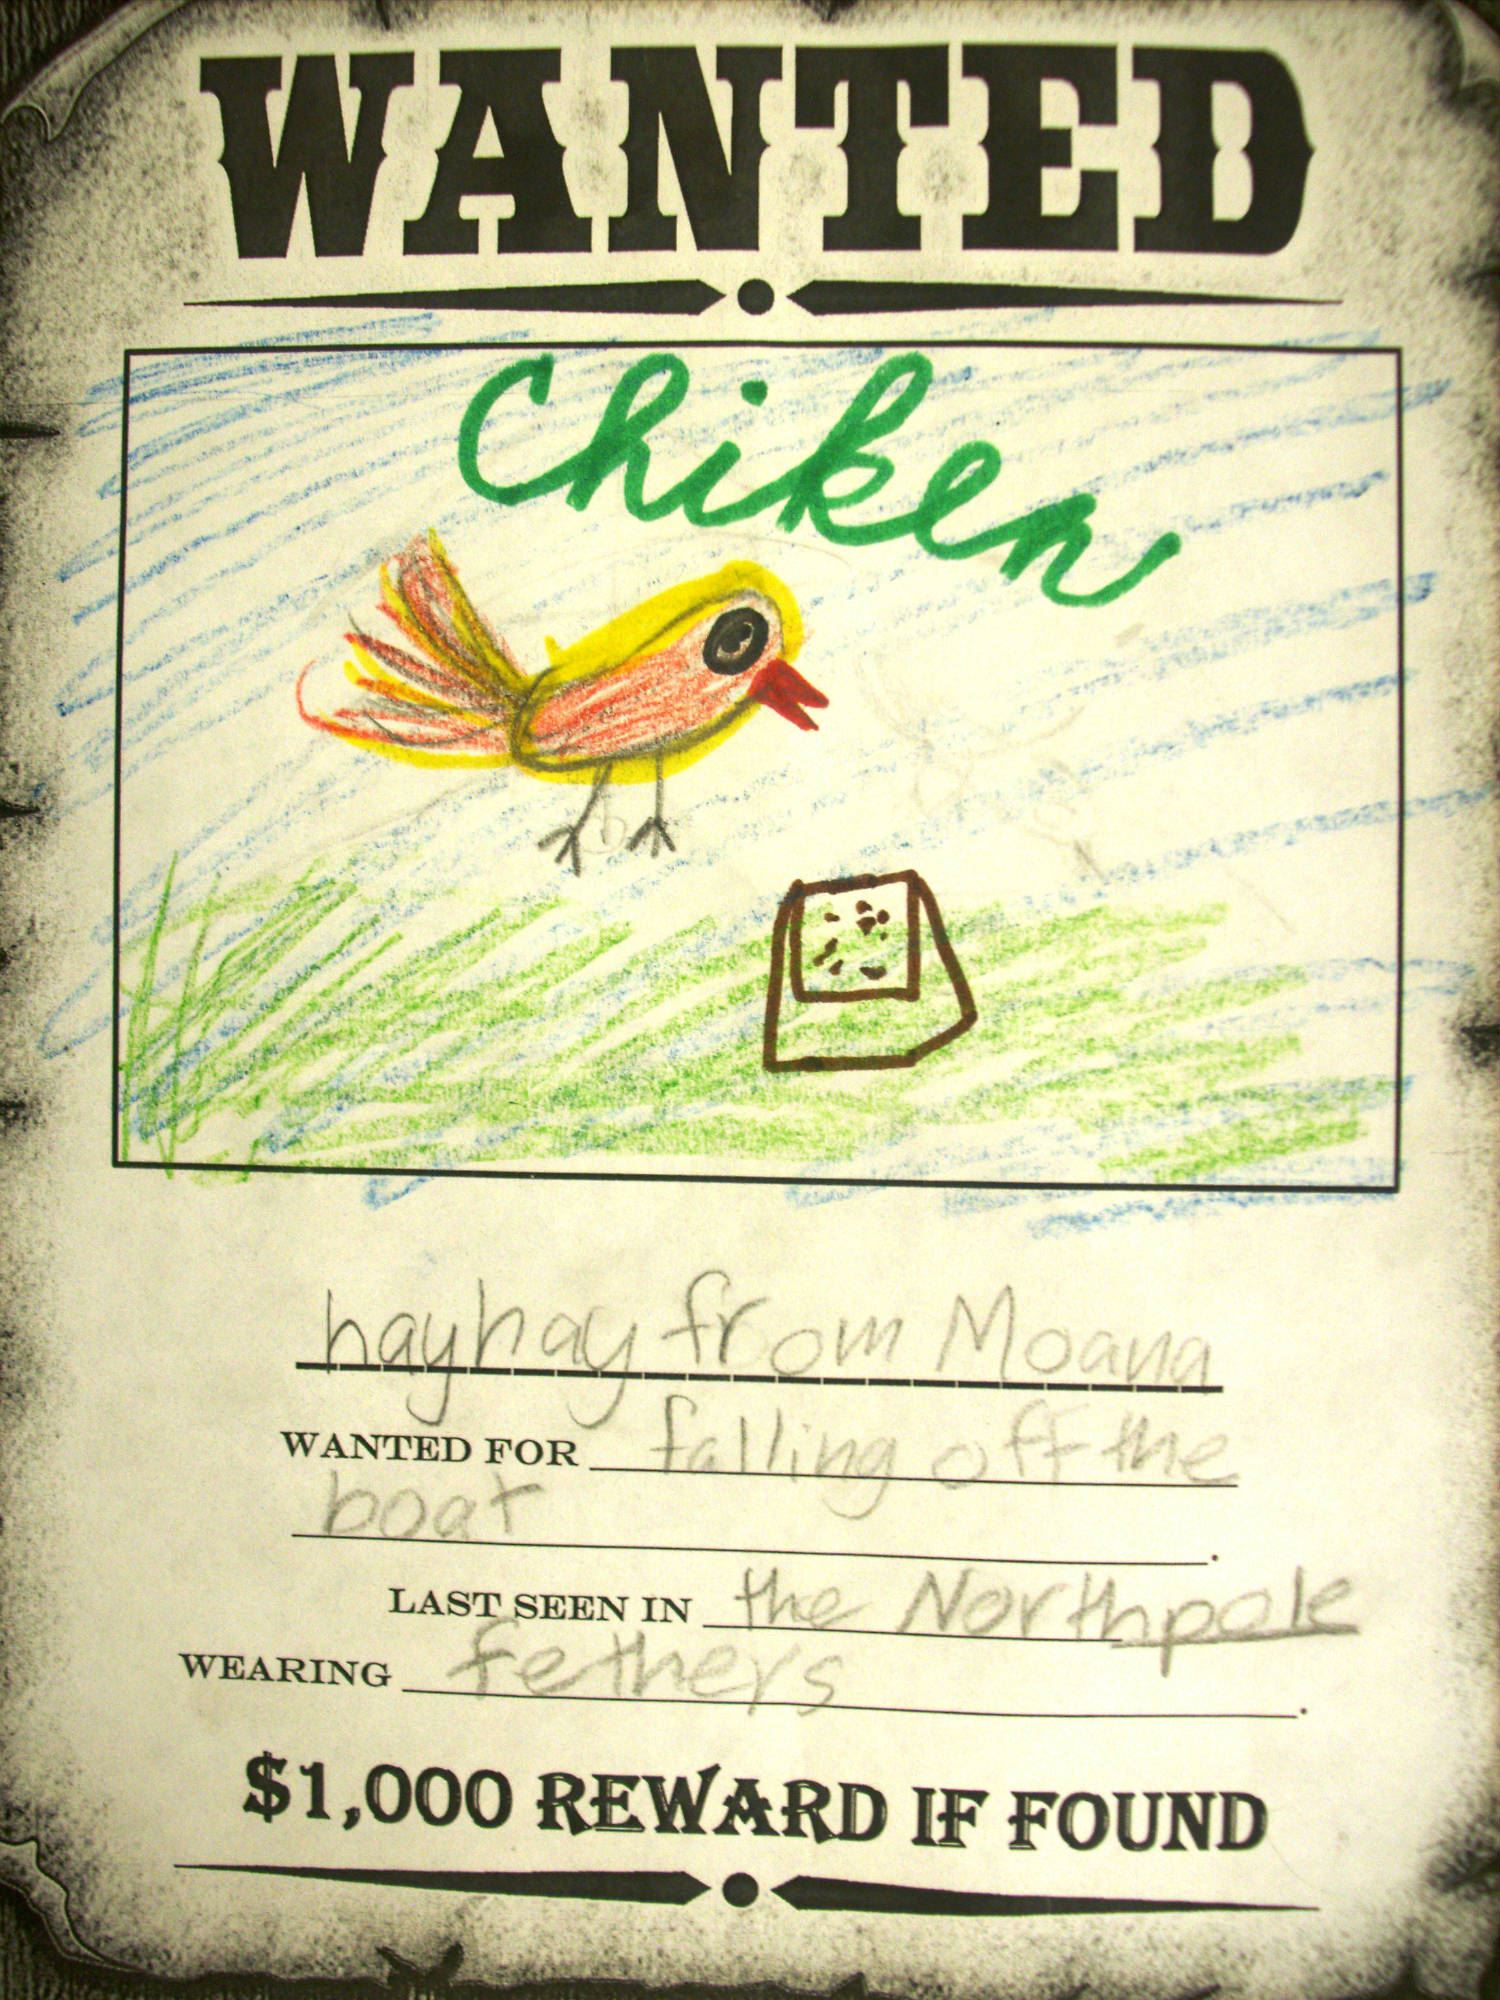 WANTED
Chiken
hayhay from Moana
WANTED FOR falling off the
boat.
LAST SEEN IN the Northpole
WEARING fethers.
$1,000 REWARD IF FOUND